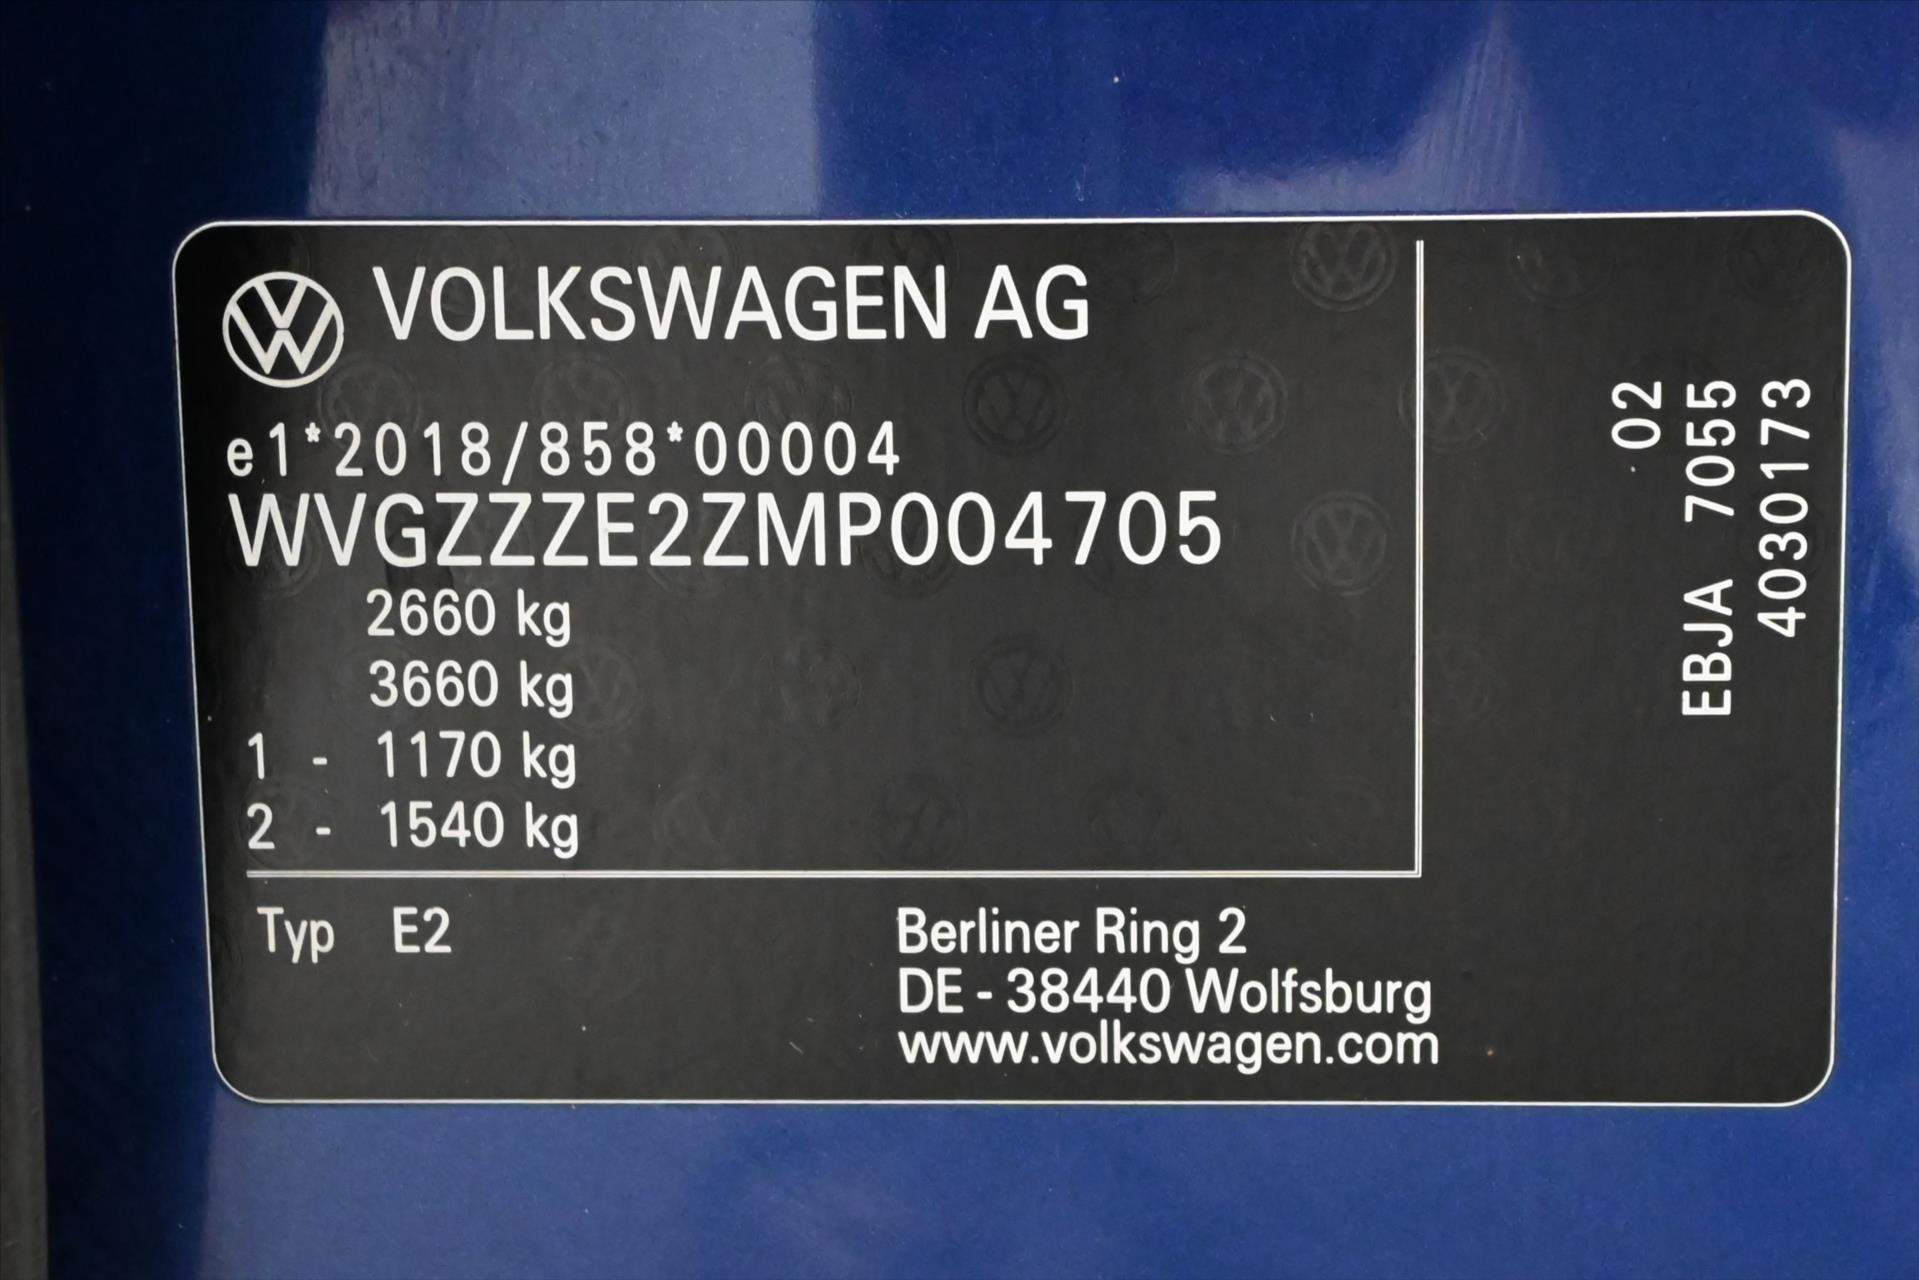 VOLKSWAGEN AG
e1*2018/858*00004
WVGZZZE2ZMP004705
2660 kg
3660 kg
1 - 1170 kg
2 - 1540 kg
Typ E2
Berliner Ring 2
DE - 38440 Wolfsburg
www.volkswagen.com
02
EBJA 7055
4030173